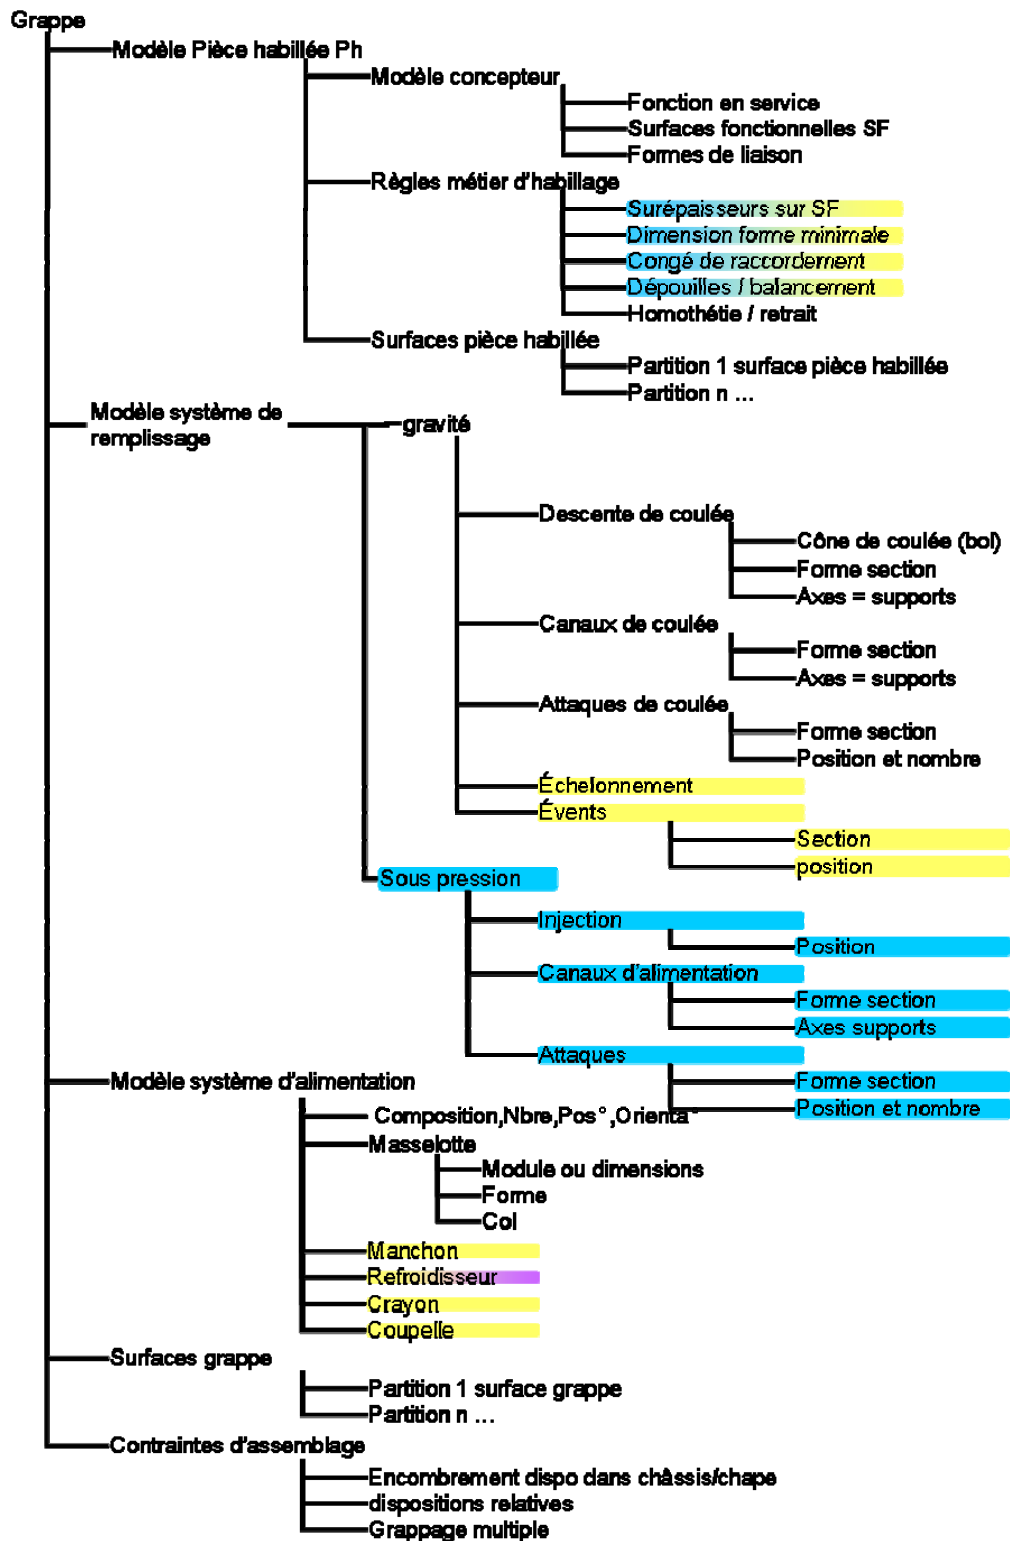 Grappe
Modèle Pièce habillée Ph
Modèle concepteur
Fonction en service
Surfaces fonctionnelles SF
Formes de liaison
Règles métier d'habillage
Surépaisseurs sur SF
Dimension forme minimale
Congé de raccordement
Dépouilles / balancement
Homothétie / retrait
Surfaces pièce habillée
Partition 1 surface pièce habillée
Partition n ...
Modèle système de
remplissage
gravité
Descente de coulée
Cône de coulée (bol)
Forme section
Axes = supports
Canaux de coulée
Forme section
Axes = supports
Attaques de coulée
Forme section
Position et nombre
Échelonnement
Évents
Section
position
Sous pression
Injection
Position
Canaux d'alimentation
Forme section
Axes supports
Attaques
Forme section
Position et nombre
Modèle système d'alimentation
Composition,Nbre,Pos°,Orienta°
Masselotte
Module ou dimensions
Forme
Col
Manchon
Refroidisseur
Crayon
Coupelle
Surfaces grappe
Partition 1 surface grappe
Partition n ...
Contraintes d'assemblage
Encombrement dispo dans châssis/chape
dispositions relatives
Grappage multiple